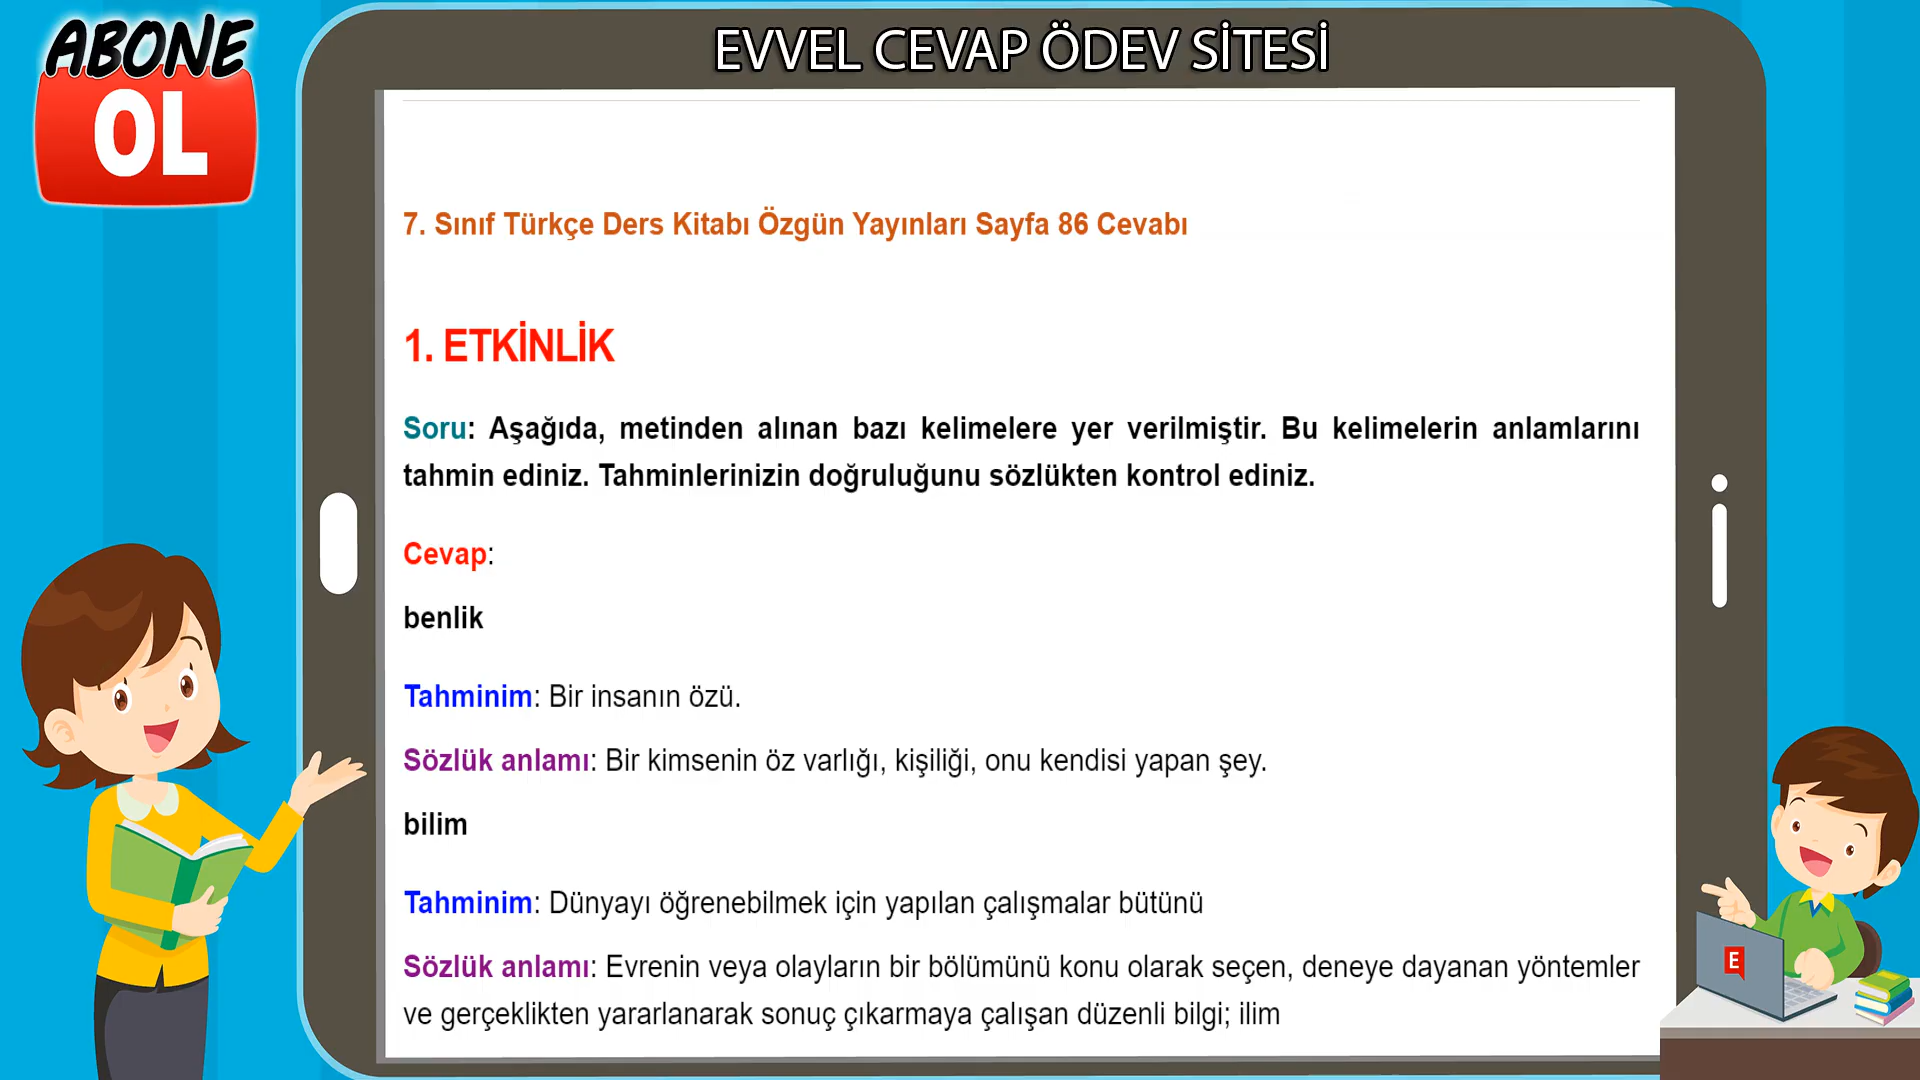 ABONE
OL
EVVEL CEVAP ÖDEV SİTESİ
7. Sınıf Türkçe Ders Kitabı Özgün Yayınları Sayfa 86 Cevabı
1. ETKİNLİK
Soru: Aşağıda, metinden alınan bazı kelimelere yer verilmiştir. Bu kelimelerin anlamlarını
tahmin ediniz. Tahminlerinizin doğruluğunu sözlükten kontrol ediniz.
Cevap:
benlik
Tahminim: Bir insanın özü.
Sözlük anlamı: Bir kimsenin öz varlığı, kişiliği, onu kendisi yapan şey.
bilim
Tahminim: Dünyayı öğrenebilmek için yapılan çalışmalar bütünü
Sözlük anlamı: Evrenin veya olayların bir bölümünü konu olarak seçen, deneye dayanan yöntemler
ve gerçeklikten yararlanarak sonuç çıkarmaya çalışan düzenli bilgi; ilim
E